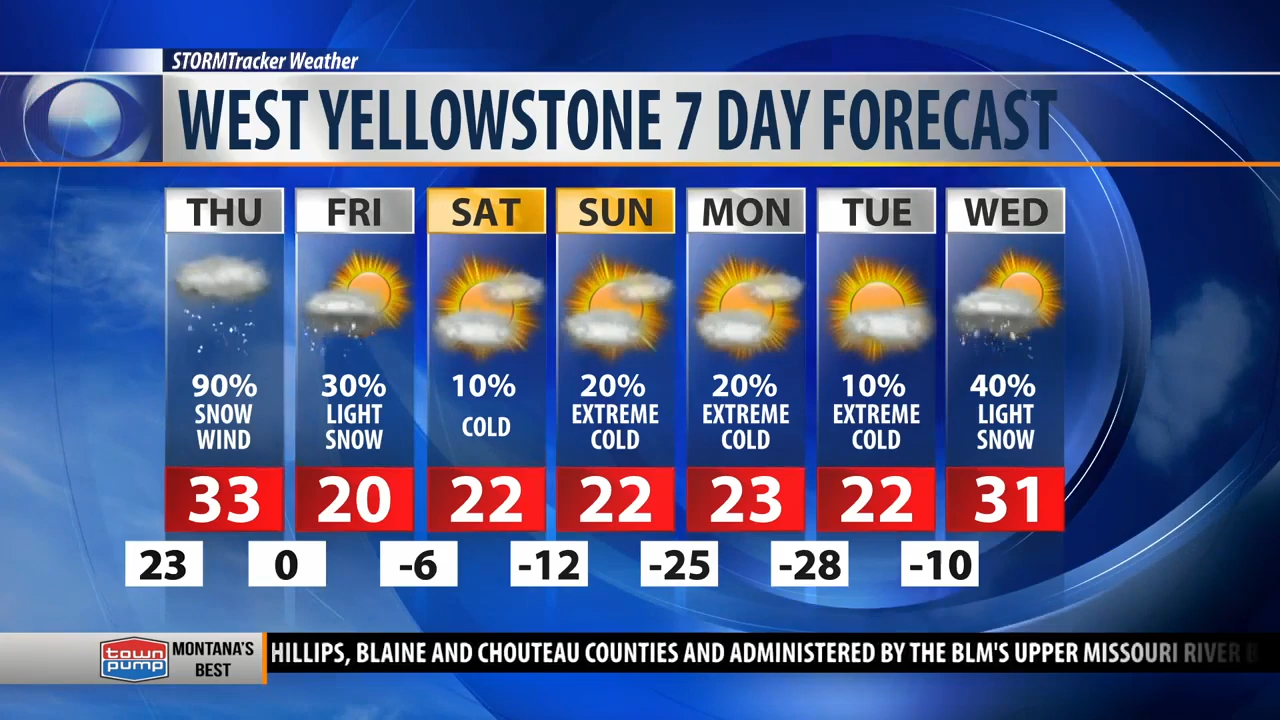 STORMTracker Weather
WEST YELLOWSTONE 7 DAY FORECAST
THU FRI SAT SUN MON TUE WED
90% 30% 10% 20% 20% 10% 40%
SNOW LIGHT COLD EXTREME EXTREME EXTREME LIGHT
WIND SNOW COLD COLD COLD SNOW
33 20 22 22 23 22 31
23 0 -6 -12 -25 -28 -10
town
pump
MONTANA'S
BEST
HILLIPS, BLAINE AND CHOUTEAU COUNTIES AND ADMINISTERED BY THE BLM'S UPPER MISSOURI RIVER B